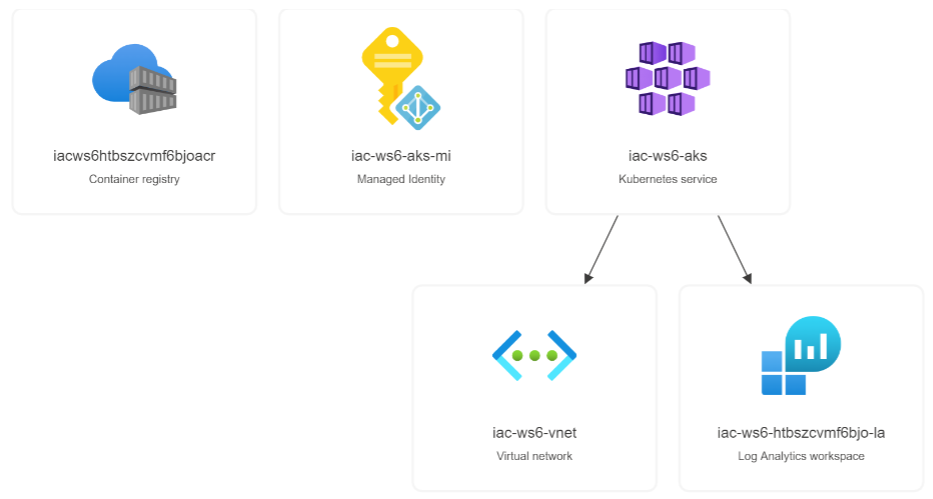 iacws6htbszcvmf6bjoacr
Container registry
iac-ws6-aks-mi
Managed Identity
iac-ws6-aks
Kubernetes service
iac-ws6-vnet
Virtual network
iac-ws6-htbszcvmf6bjo-la
Log Analytics workspace